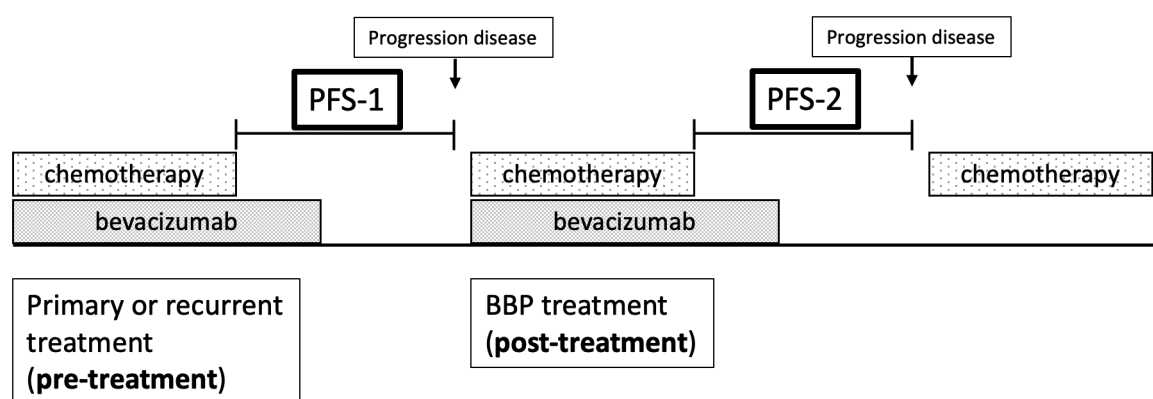 Progression disease
Progression disease
PFS-1
PFS-2
chemotherapy
chemotherapy
chemotherapy
bevacizumab
bevacizumab
Primary or recurrent
treatment
(pre-treatment)
BBP treatment
(post-treatment)